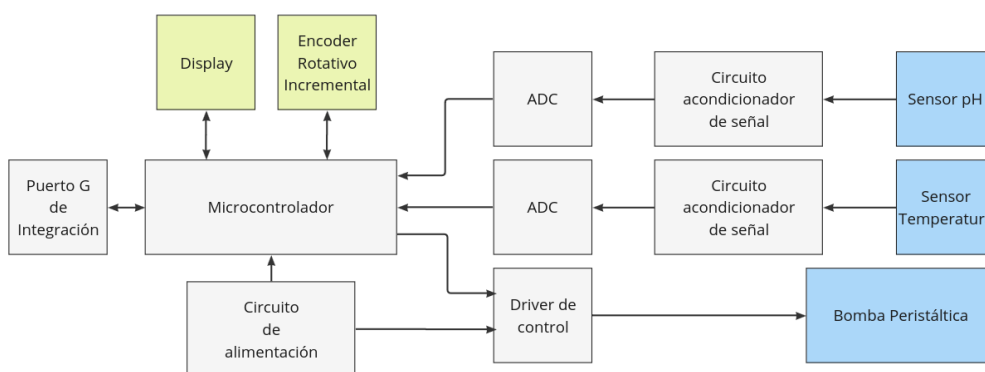 Display
Encoder
Rotativo
Incremental
ADC
Circuito
acondicionador
de señal
Sensor pH
Puerto G
de
Integración
Microcontrolador
ADC
Circuito
acondicionador
de señal
Sensor
Temperatur
Circuito
de
alimentación
Driver de
control
Bomba Peristáltica